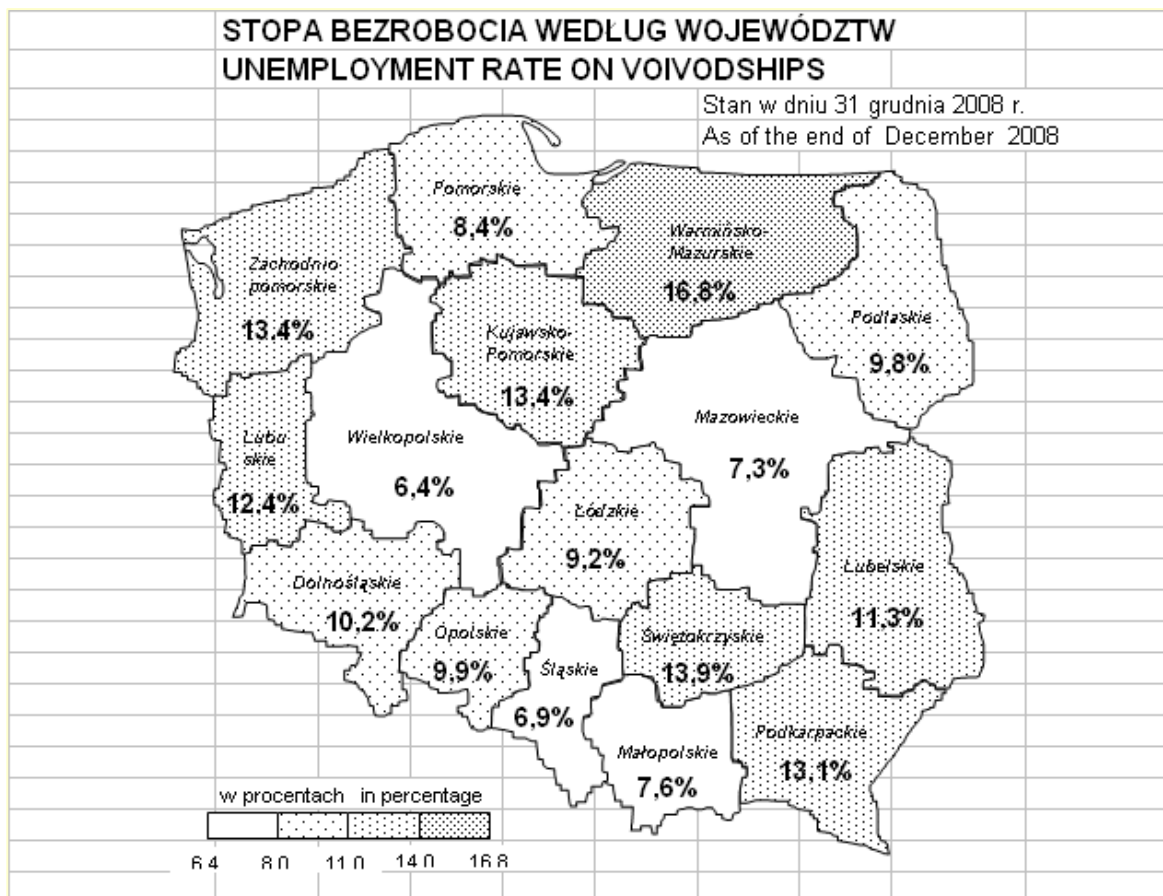 STOPA BEZROBOCIA WEDŁUG WOJEWÓDZTW
UNEMPLOYMENT RATE ON VOIVODSHIPS
Stan w dniu 31 grudnia 2008 r.
As of the end of December 2008
Pomorskie
8,4%
Warmińsko-
Mazurskie
16,8%
Zachodnio
pomorskie
13,4%
Kujawsko-
Pomorskie
13,4%
Podlaskie
9,8%
Mazowieckie
7,3%
Lubu
skie
12,4%
Wielkopolskie
6,4%
Łódzkie
9,2%
Lubelskie
11,3%
Dolnośląskie
10,2%
Opolskie
9,9%
Śląskie
6,9%
Świętokrzyskie
13,9%
Małopolskie
7,6%
Podkarpackie
13,1%
w procentach in percentage
6,4 8,0 11,0 14,0 16,8